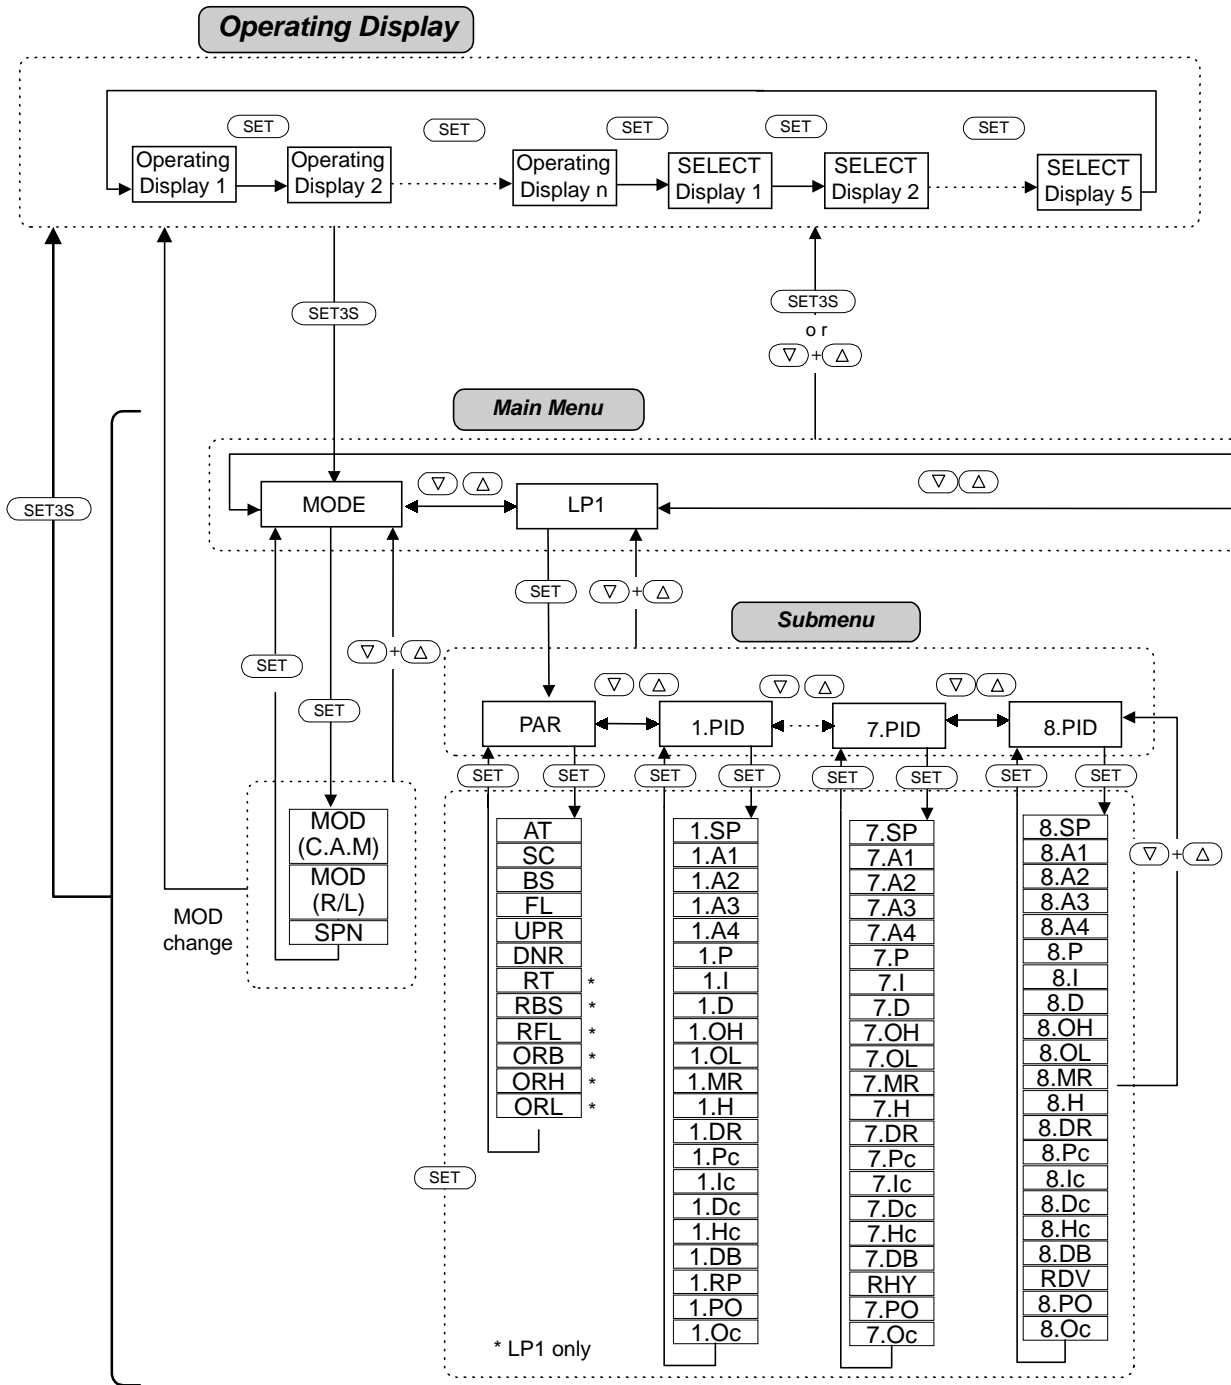 Operating Display
SET SET SET SET SET
Operating Display 1
Operating Display 2
Operating Display n
SELECT Display 1
SELECT Display 2
SELECT Display 5
SET3S
SET3S
o r
▽ + △
Main Menu
SET3S
MODE
▽ △
LP1
▽ △
SET
▽ + △
Submenu
SET
▽ + △
SET
▽ △
▽ △
▽ △
PAR
1.PID
7.PID
8.PID
SET SET SET SET SET SET SET SET
▽ + △
MOD
(C.A.M)
MOD
(R/L)
SPN
MOD
change
AT
SC
BS
FL
UPR
DNR
RT *
RBS *
RFL *
ORB *
ORH *
ORL *
SET
* LP1 only
1.SP
1.A1
1.A2
1.A3
1.A4
1.P
1.I
1.D
1.OH
1.OL
1.MR
1.H
1.DR
1.Pc
1.Ic
1.Dc
1.Hc
1.DB
1.RP
1.PO
1.Oc
7.SP
7.A1
7.A2
7.A3
7.A4
7.P
7.I
7.D
7.OH
7.OL
7.MR
7.H
7.DR
7.Pc
7.Ic
7.Dc
7.Hc
7.DB
RHY
7.PO
7.Oc
8.SP
8.A1
8.A2
8.A3
8.A4
8.P
8.I
8.D
8.OH
8.OL
8.MR
8.H
8.DR
8.Pc
8.Ic
8.Dc
8.Hc
8.DB
RDV
8.PO
8.Oc